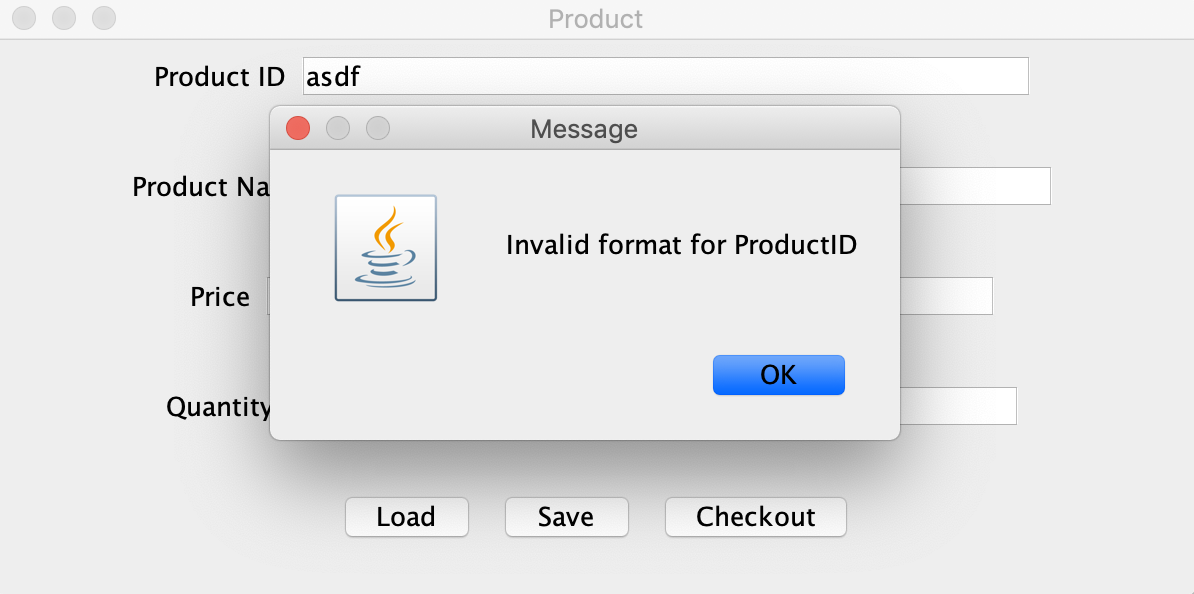 Product
Product ID asdf
Message
Product Na
Invalid format for ProductID
Price
OK
Quantity
Load Save Checkout